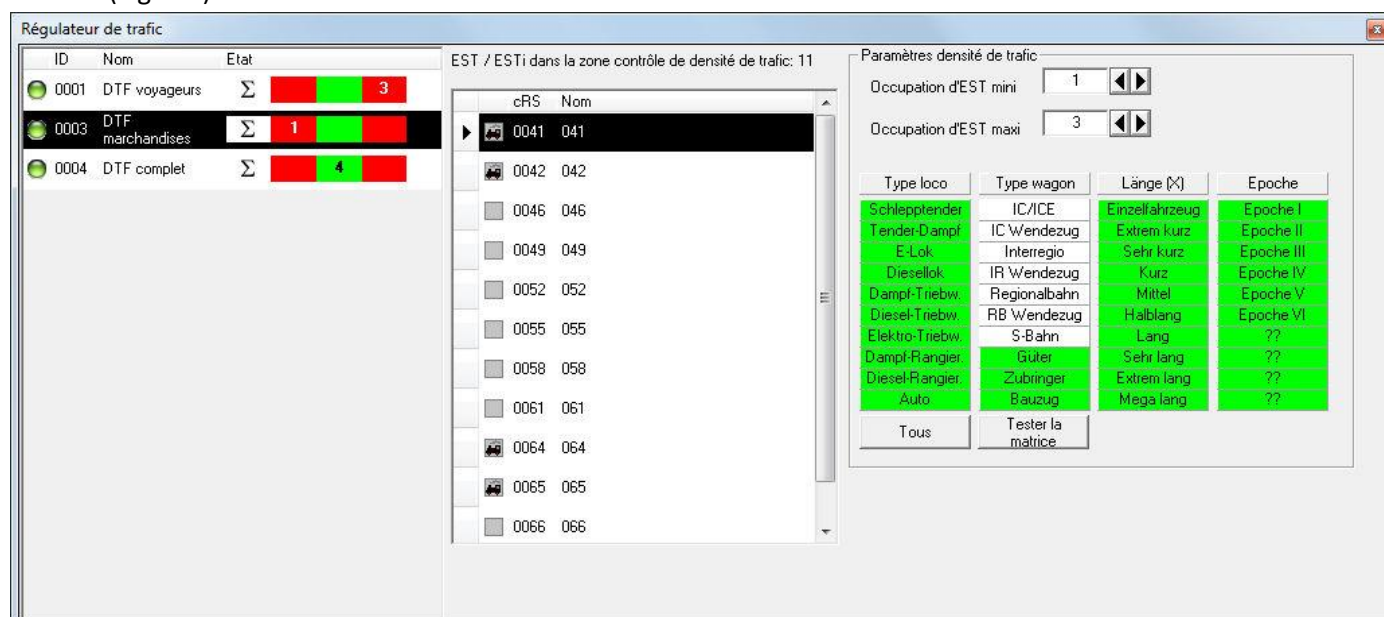 Régulateur de trafic
ID Nom Etat
0001 DTF voyageurs Σ 3
0003 DTF marchandises Σ 1
0004 DTF complet Σ 4
EST / ESTi dans la zone contrôle de densité de trafic: 11
cRS Nom
0041 041
0042 042
0046 046
0049 049
0052 052
0055 055
0058 058
0061 061
0064 064
0065 065
0066 066
Paramètres densité de trafic
Occupation d'EST mini 1
Occupation d'EST maxi 3
Type loco Type wagon Länge (X) Epoche
Schlepptender IC/ICE Einzelfahrzeug Epoche I
Tender-Dampf IC Wendezug Extrem kurz Epoche II
E-Lok Interregio Sehr kurz Epoche III
Diesellok IR Wendezug Kurz Epoche IV
Dampf-Triebw. Regionalbahn Mittel Epoche V
Diesel-Triebw. RB Wendezug Halblang Epoche VI
Elektro-Triebw. S-Bahn Lang ??
Dampf-Rangier. Güter Sehr lang ??
Diesel-Rangier. Zubringer Extrem lang ??
Auto Bauzug Mega lang ??
Tous Tester la matrice